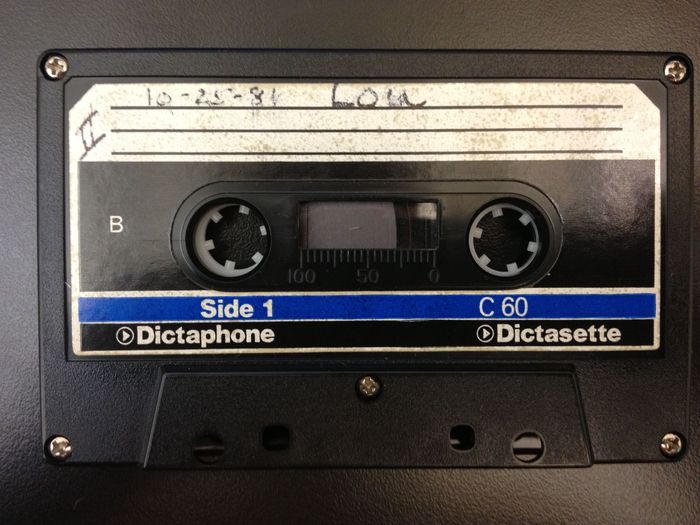 10-25-81 Lou
II
B
100 50 0
Side 1 C 60
Dictaphone Dictasette